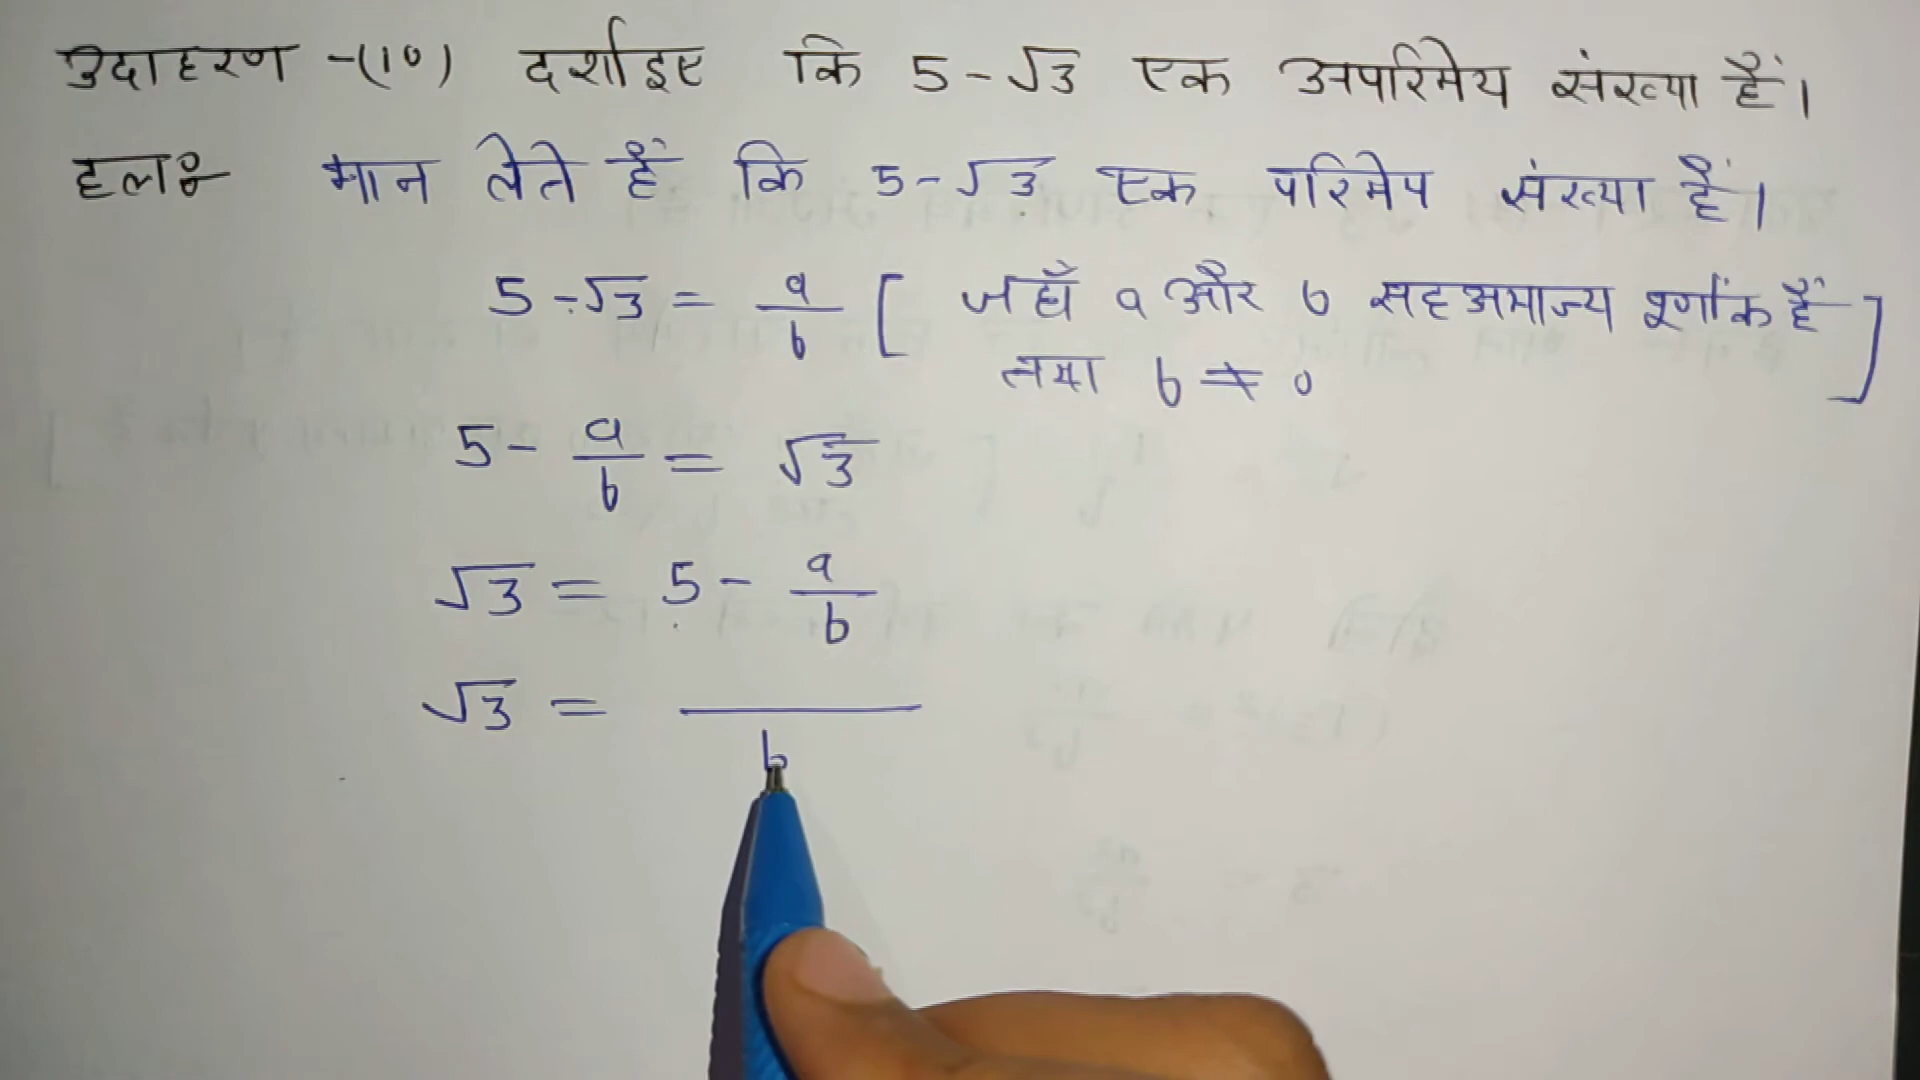 उदाहरण -(10) दर्शाइए कि 5-√3 एक अपरिमेय संख्या हैं।
हलः- मान लेते हैं कि 5-√3 एक परिमेय संख्या हैं।
5-√3 = a/b [ जहाँ a और b सहअभाज्य पूर्णांक हैं
तथा b ≠ 0 ]
5 - a/b = √3
√3 = 5 - a/b
√3 = /b